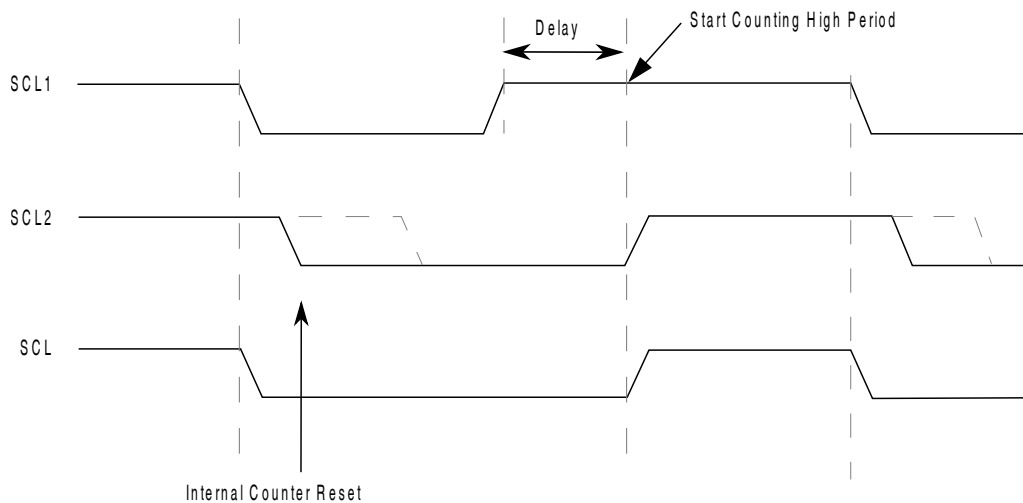 Start Counting High Period
Delay
SCL1
SCL2
SCL
Internal Counter Reset